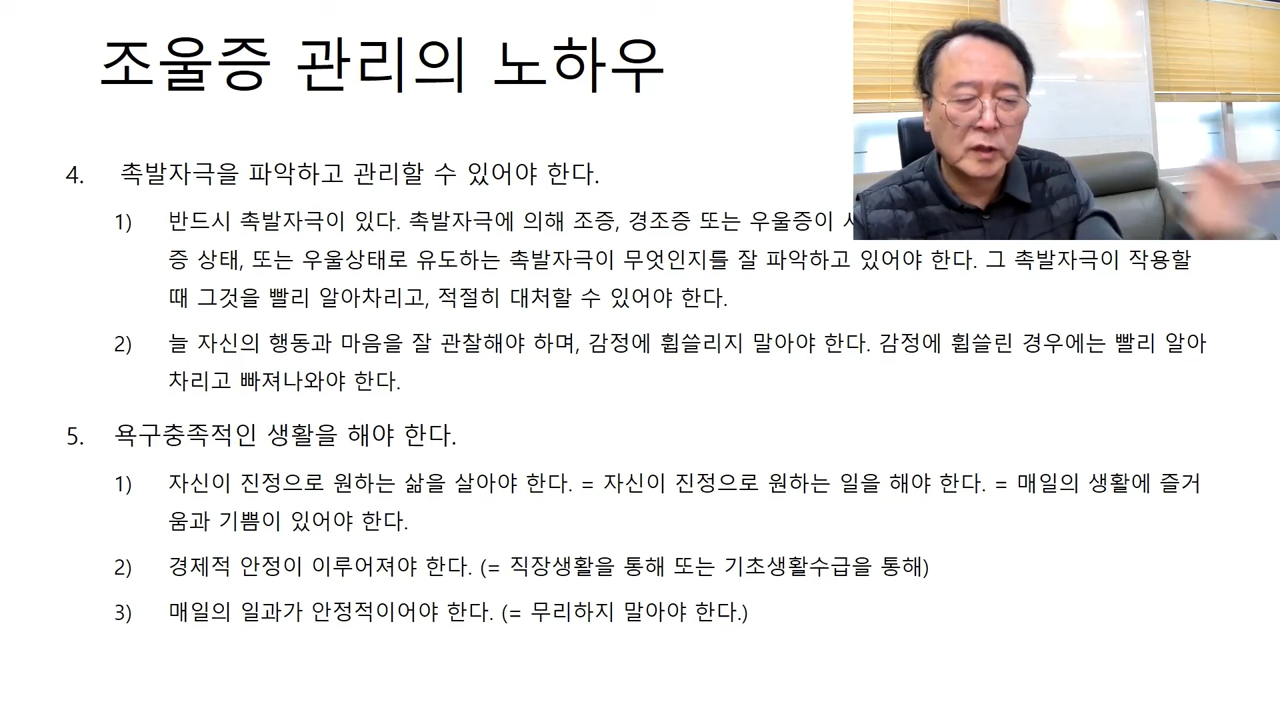 조울증 관리의 노하우
4. 촉발자극을 파악하고 관리할 수 있어야 한다.
1) 반드시 촉발자극이 있다. 촉발자극에 의해 조증, 경조증 또는 우울증이
증 상태, 또는 우울상태로 유도하는 촉발자극이 무엇인지를 잘 파악하고 있어야 한다. 그 촉발자극이 작용할
때 그것을 빨리 알아차리고, 적절히 대처할 수 있어야 한다.
2) 늘 자신의 행동과 마음을 잘 관찰해야 하며, 감정에 휩쓸리지 말아야 한다. 감정에 휩쓸린 경우에는 빨리 알아
차리고 빠져나와야 한다.
5. 욕구충족적인 생활을 해야 한다.
1) 자신이 진정으로 원하는 삶을 살아야 한다. = 자신이 진정으로 원하는 일을 해야 한다. = 매일의 생활에 즐거
움과 기쁨이 있어야 한다.
2) 경제적 안정이 이루어져야 한다. (= 직장생활을 통해 또는 기초생활수급을 통해)
3) 매일의 일과가 안정적이어야 한다. (= 무리하지 말아야 한다.)